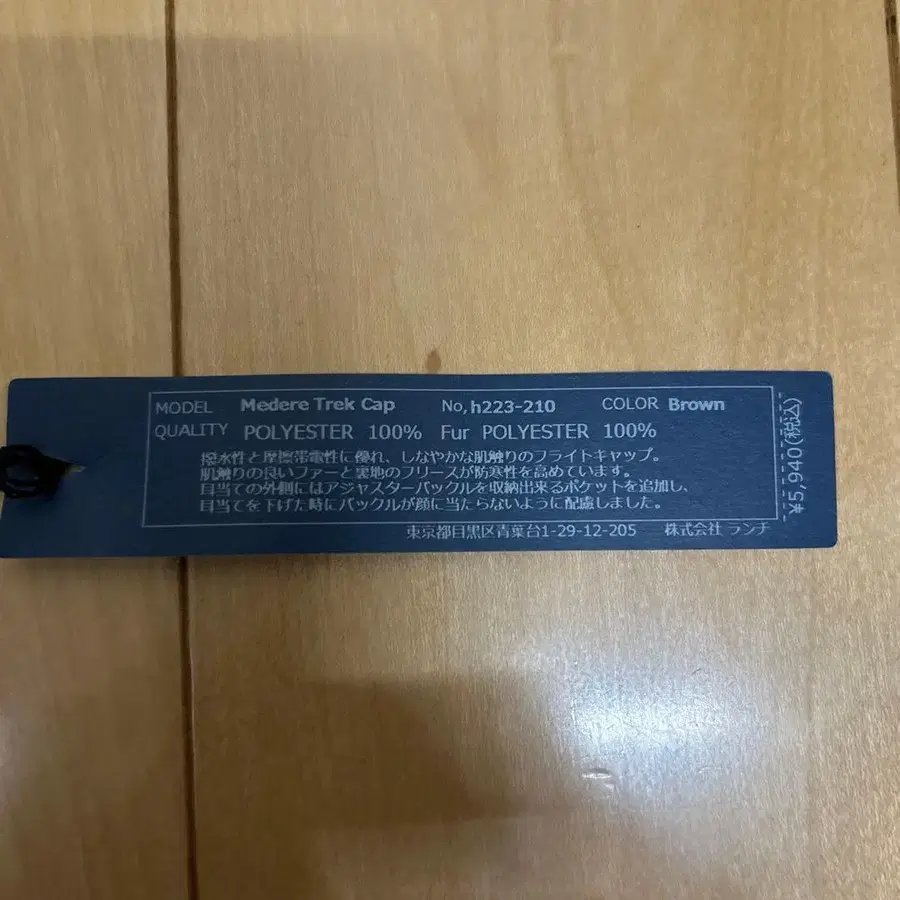 MODEL Medere Trek Cap No,h223-210 COLOR Brown
QUALITY POLYESTER 100% Fur POLYESTER 100%
撥水性と摩擦帯電性に優れ、しなやかな肌触りのフライトキャップ。
肌触りの良いファーと裏地のフリースが防寒性を高めています。
目当ての外側にはアジャスターバックルを収納出来るポケットを追加し、
目当てを下げた時にバックルが顔に当たらないように配慮しました。
東京都目黒区青葉台1-29-12-205 株式会社 ランチ
¥5,940(税込)